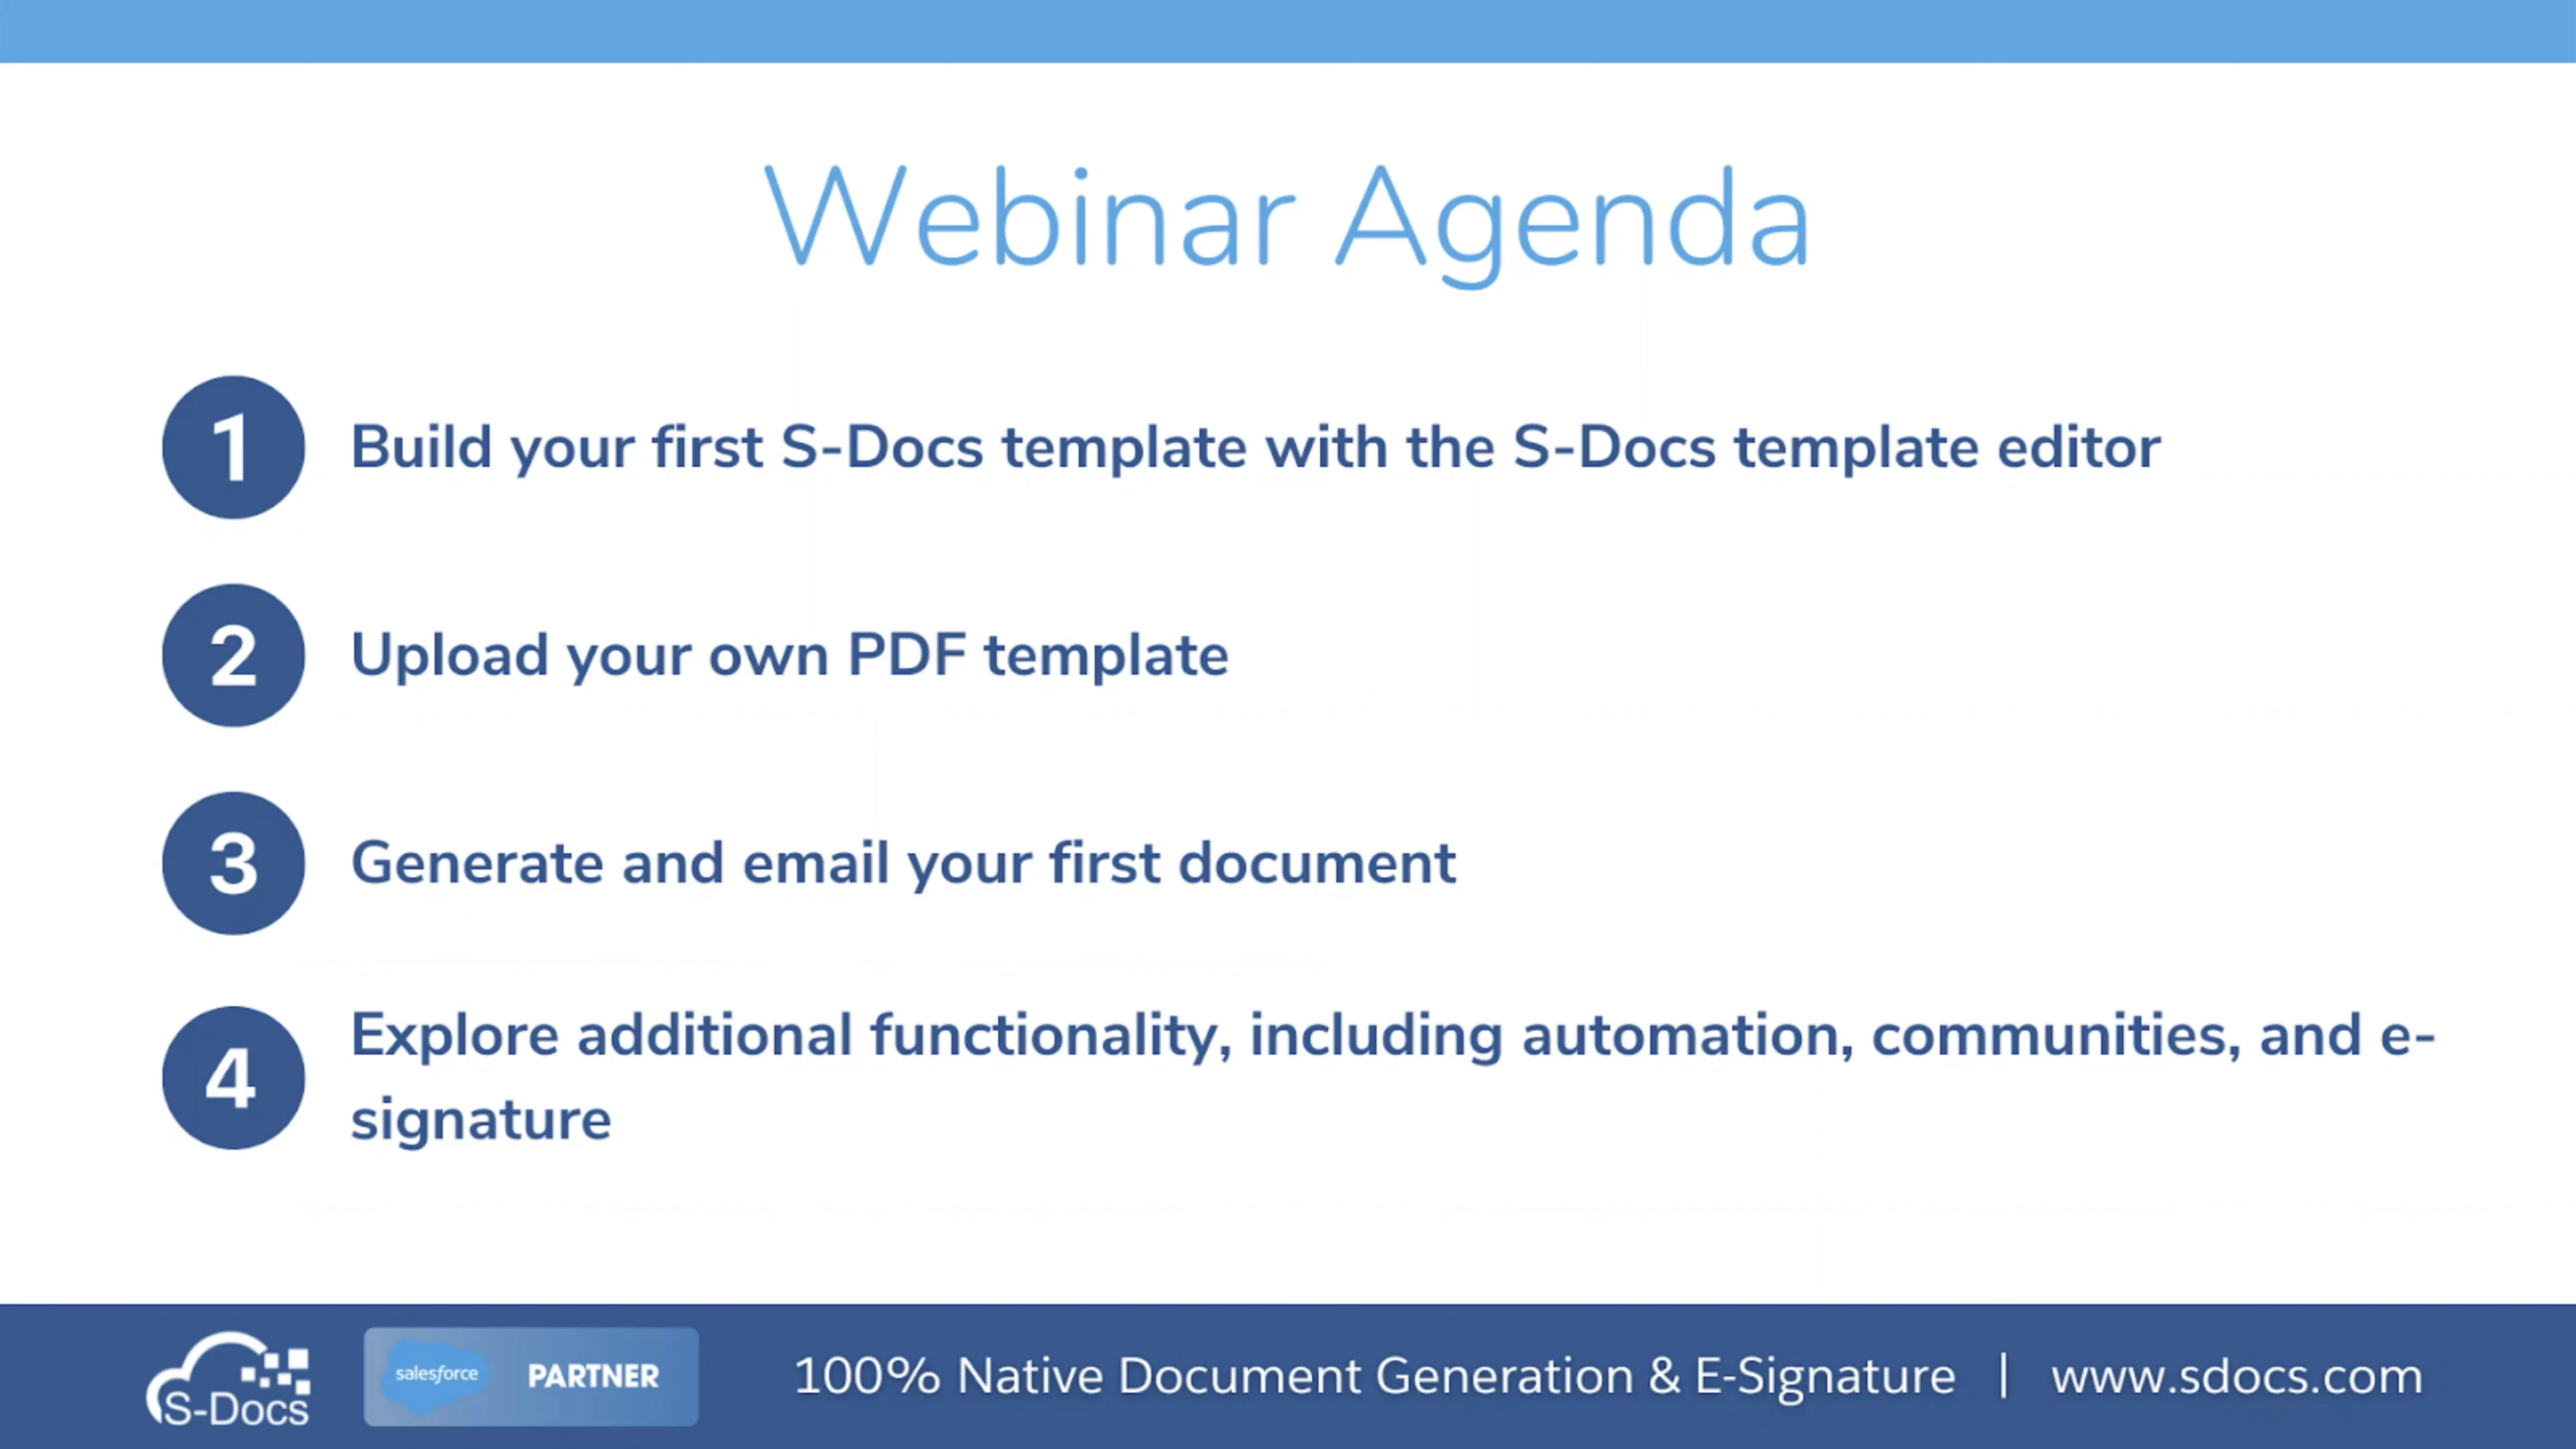 Webinar Agenda
1 Build your first S-Docs template with the S-Docs template editor
2 Upload your own PDF template
3 Generate and email your first document
4 Explore additional functionality, including automation, communities, and e-
signature
S-Docs salesforce PARTNER 100% Native Document Generation & E-Signature | www.sdocs.com